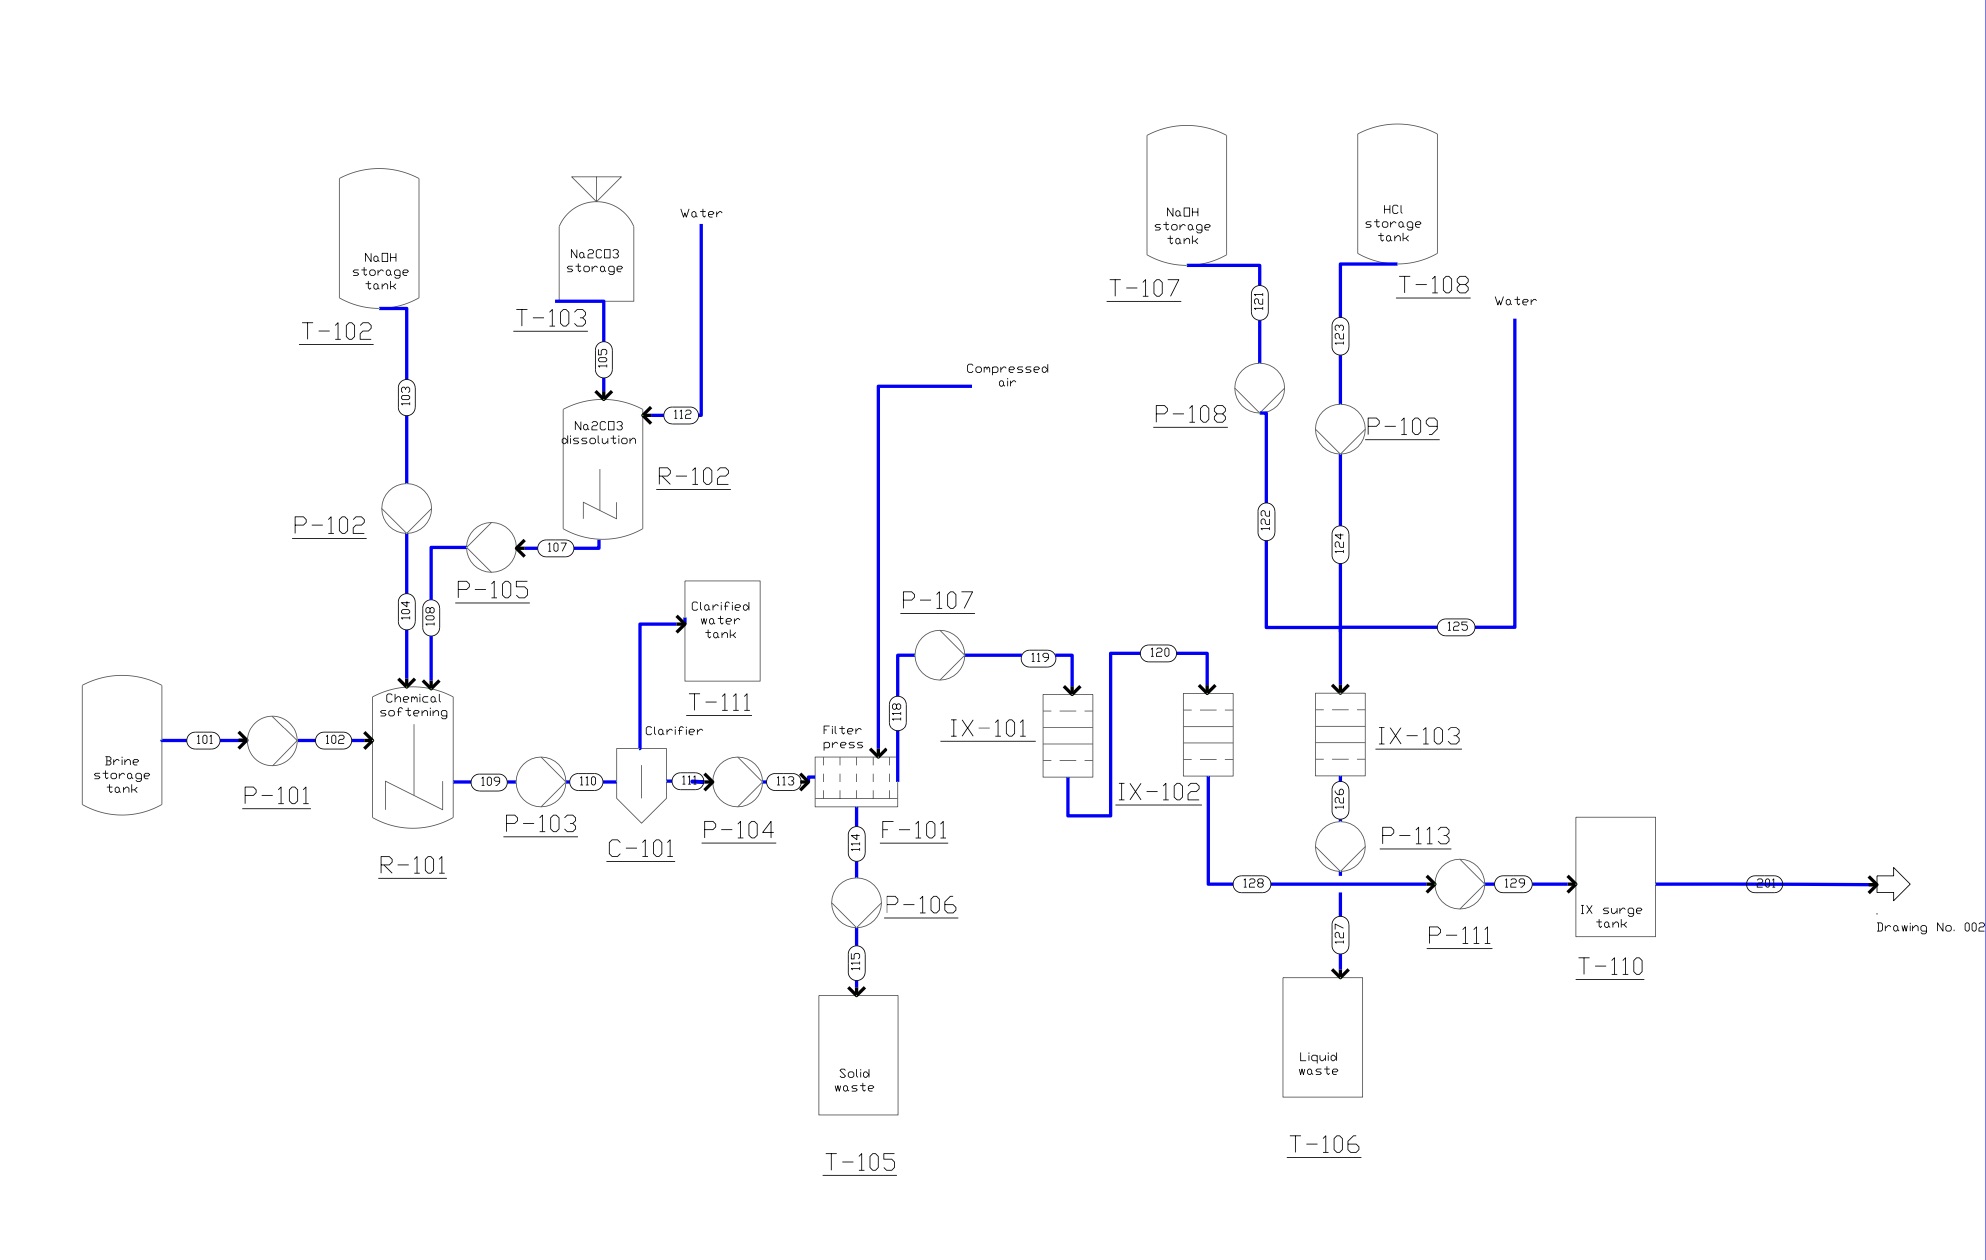 NaOH
storage
tank
T-102
103
P-102
104
Na2CO3
storage
T-103
105
Water
112
Na2CO3
dissolution
R-102
107
P-105
108
Brine
storage
tank
101
P-101
102
Chemical
softening
R-101
109
P-103
110
Clarifier
C-101
111
Clarified
water
tank
T-111
P-104
113
Filter
press
F-101
Compressed
air
114
P-106
115
Solid
waste
T-105
118
P-107
119
IX-101
120
IX-102
NaOH
storage
tank
T-107
121
P-108
122
HCl
storage
tank
T-108
123
P-109
124
Water
125
IX-103
126
P-113
127
Liquid
waste
T-106
128
P-111
129
IX surge
tank
T-110
201
Drawing No. 002